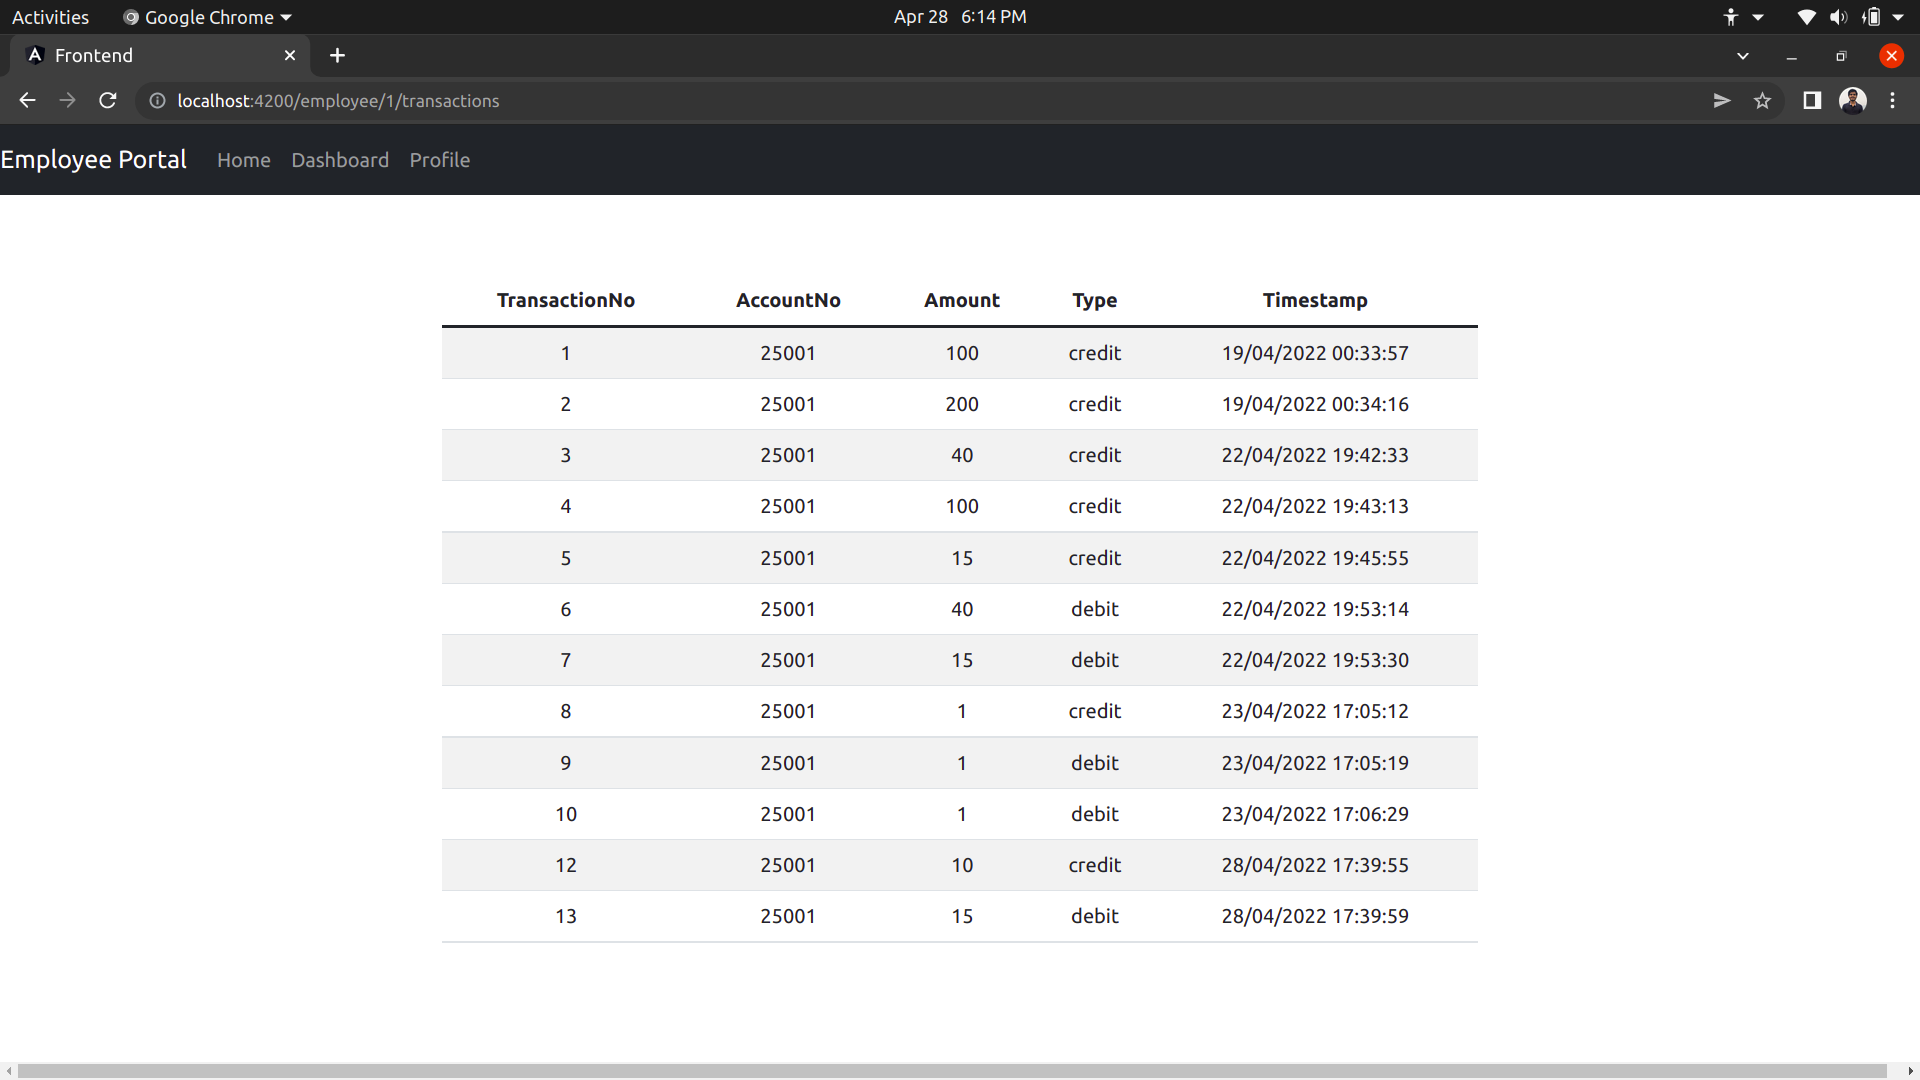 Activities Google Chrome Apr 28 6:14 PM
Frontend
localhost:4200/employee/1/transactions
Employee Portal Home Dashboard Profile
TransactionNo AccountNo Amount Type Timestamp
1 25001 100 credit 19/04/2022 00:33:57
2 25001 200 credit 19/04/2022 00:34:16
3 25001 40 credit 22/04/2022 19:42:33
4 25001 100 credit 22/04/2022 19:43:13
5 25001 15 credit 22/04/2022 19:45:55
6 25001 40 debit 22/04/2022 19:53:14
7 25001 15 debit 22/04/2022 19:53:30
8 25001 1 credit 23/04/2022 17:05:12
9 25001 1 debit 23/04/2022 17:05:19
10 25001 1 debit 23/04/2022 17:06:29
12 25001 10 credit 28/04/2022 17:39:55
13 25001 15 debit 28/04/2022 17:39:59